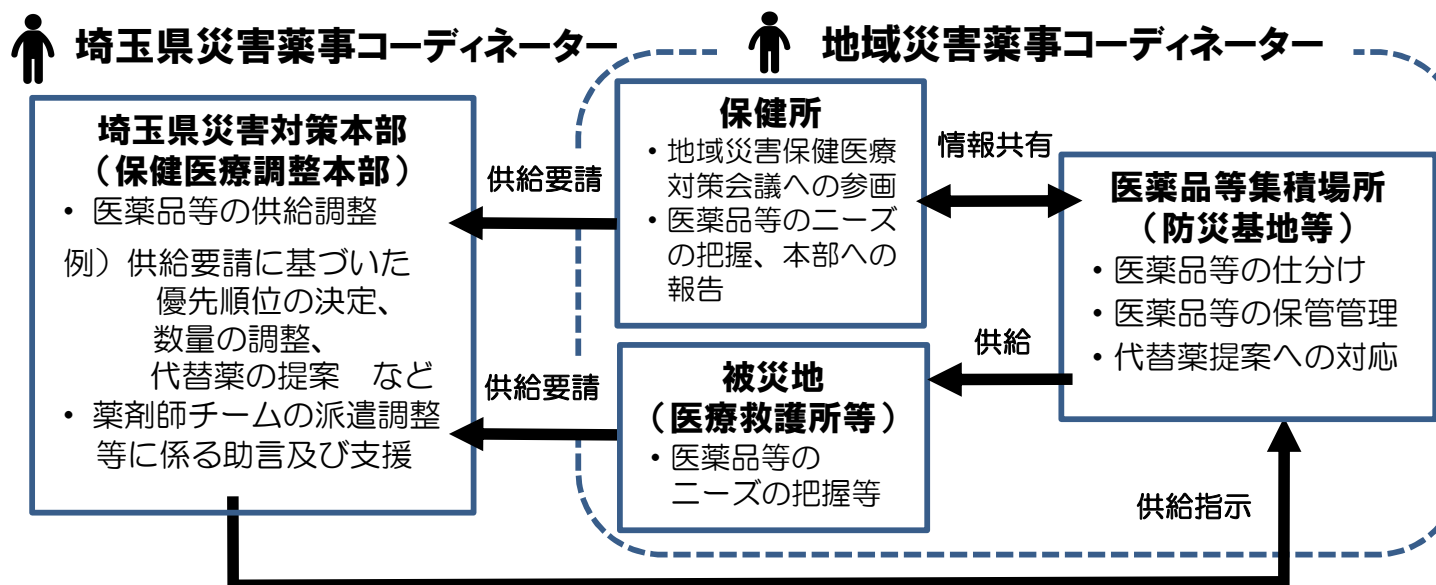 埼玉県災害薬事コーディネーター
地域災害薬事コーディネーター
埼玉県災害対策本部
（保健医療調整本部）
・ 医薬品等の供給調整
例）供給要請に基づいた
優先順位の決定、
数量の調整、
代替薬の提案　など
・ 薬剤師チームの派遣調整
等に係る助言及び支援
供給要請
供給要請
保健所
・地域災害保健医療
対策会議への参画
・医薬品等のニーズ
の把握、本部への
報告
被災地
（医療救護所等）
・医薬品等の
ニーズの把握等
情報共有
供給
医薬品等集積場所
（防災基地等）
・医薬品等の仕分け
・医薬品等の保管管理
・代替薬提案への対応
供給指示